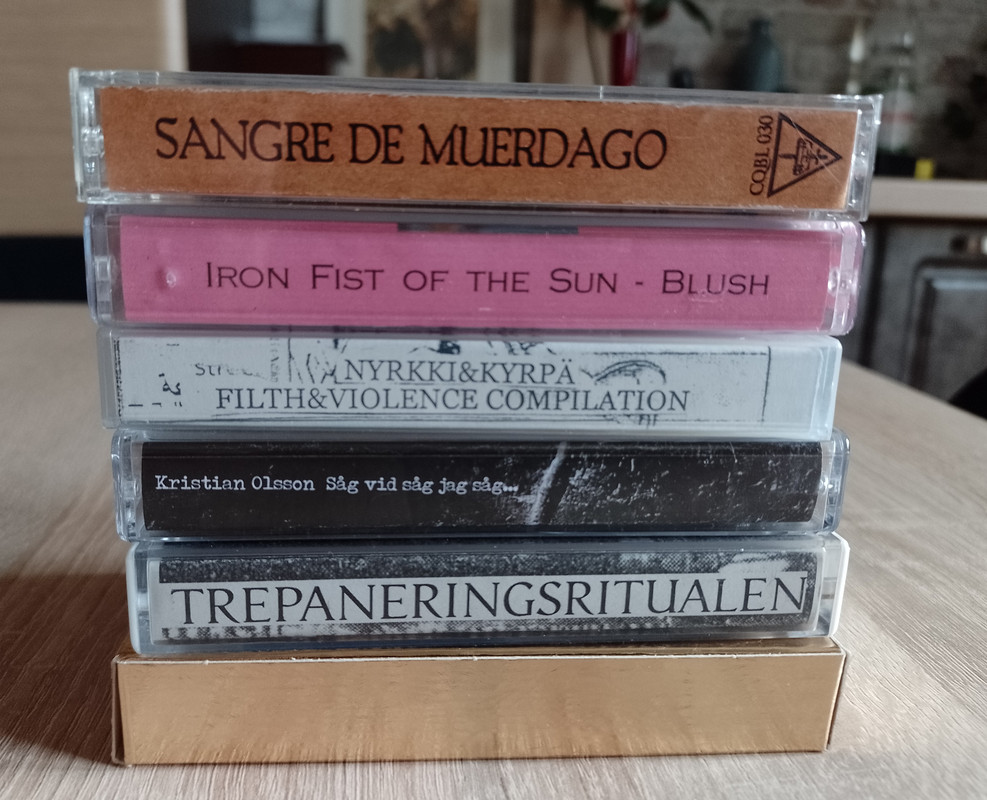 SANGRE DE MUERDAGO
CQBL 030
IRON FIST OF THE SUN - BLUSH
NYRKKI&KYRPÄ
FILTH&VIOLENCE COMPILATION
Kristian Olsson Såg vid såg jag såg...
TREPANERINGSRITUALEN